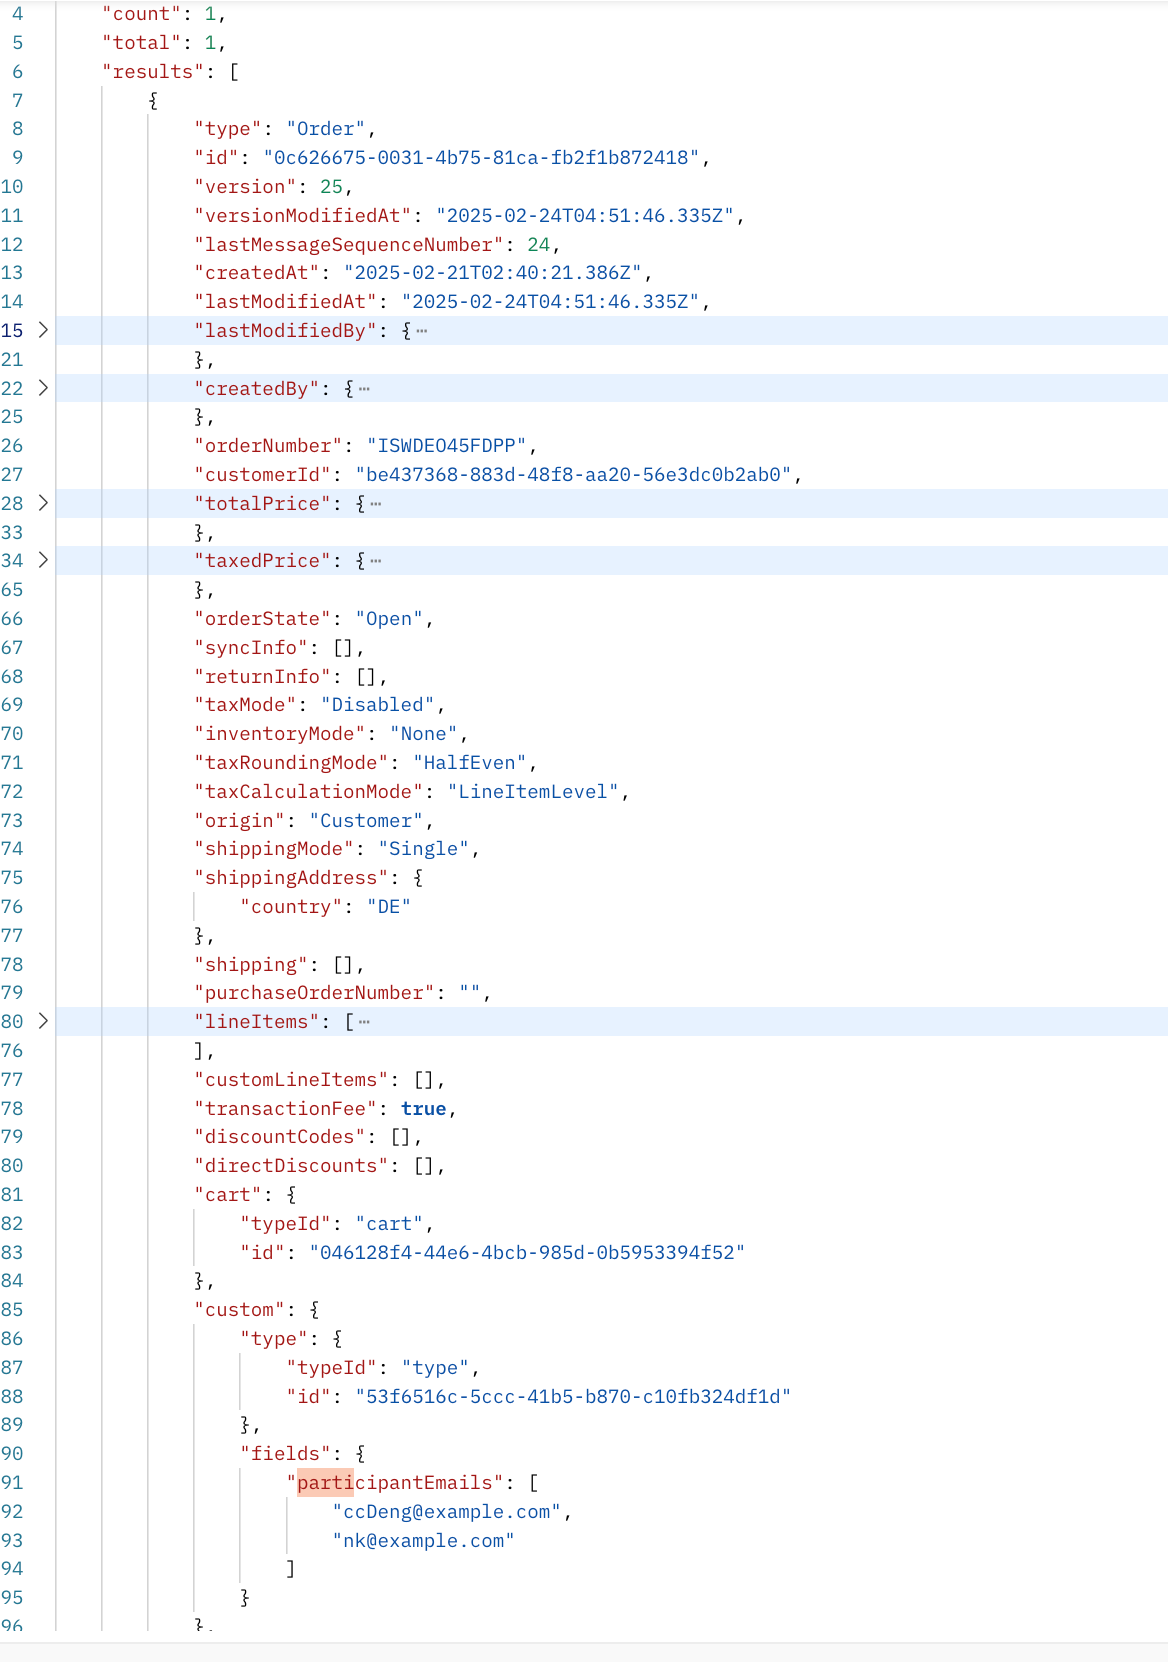 4 "count": 1,
5 "total": 1,
6 "results": [
7 {
8 "type": "Order",
9 "id": "0c626675-0031-4b75-81ca-fb2f1b872418",
10 "version": 25,
11 "versionModifiedAt": "2025-02-24T04:51:46.335Z",
12 "lastMessageSequenceNumber": 24,
13 "createdAt": "2025-02-21T02:40:21.386Z",
14 "lastModifiedAt": "2025-02-24T04:51:46.335Z",
15 > "lastModifiedBy": { ⋯
21 },
22 > "createdBy": { ⋯
25 },
26 "orderNumber": "ISWDEO45FDPP",
27 "customerId": "be437368-883d-48f8-aa20-56e3dc0b2ab0",
28 > "totalPrice": { ⋯
33 },
34 > "taxedPrice": { ⋯
65 },
66 "orderState": "Open",
67 "syncInfo": [],
68 "returnInfo": [],
69 "taxMode": "Disabled",
70 "inventoryMode": "None",
71 "taxRoundingMode": "HalfEven",
72 "taxCalculationMode": "LineItemLevel",
73 "origin": "Customer",
74 "shippingMode": "Single",
75 "shippingAddress": {
76 "country": "DE"
77 },
78 "shipping": [],
79 "purchaseOrderNumber": "",
80 > "lineItems": [ ⋯
76 ],
77 "customLineItems": [],
78 "transactionFee": true,
79 "discountCodes": [],
80 "directDiscounts": [],
81 "cart": {
82 "typeId": "cart",
83 "id": "046128f4-44e6-4bcb-985d-0b5953394f52"
84 },
85 "custom": {
86 "type": {
87 "typeId": "type",
88 "id": "53f6516c-5ccc-41b5-b870-c10fb324df1d"
89 },
90 "fields": {
91 "participantEmails": [
92 "ccDeng@example.com",
93 "nk@example.com"
94 ]
95 }
96 },